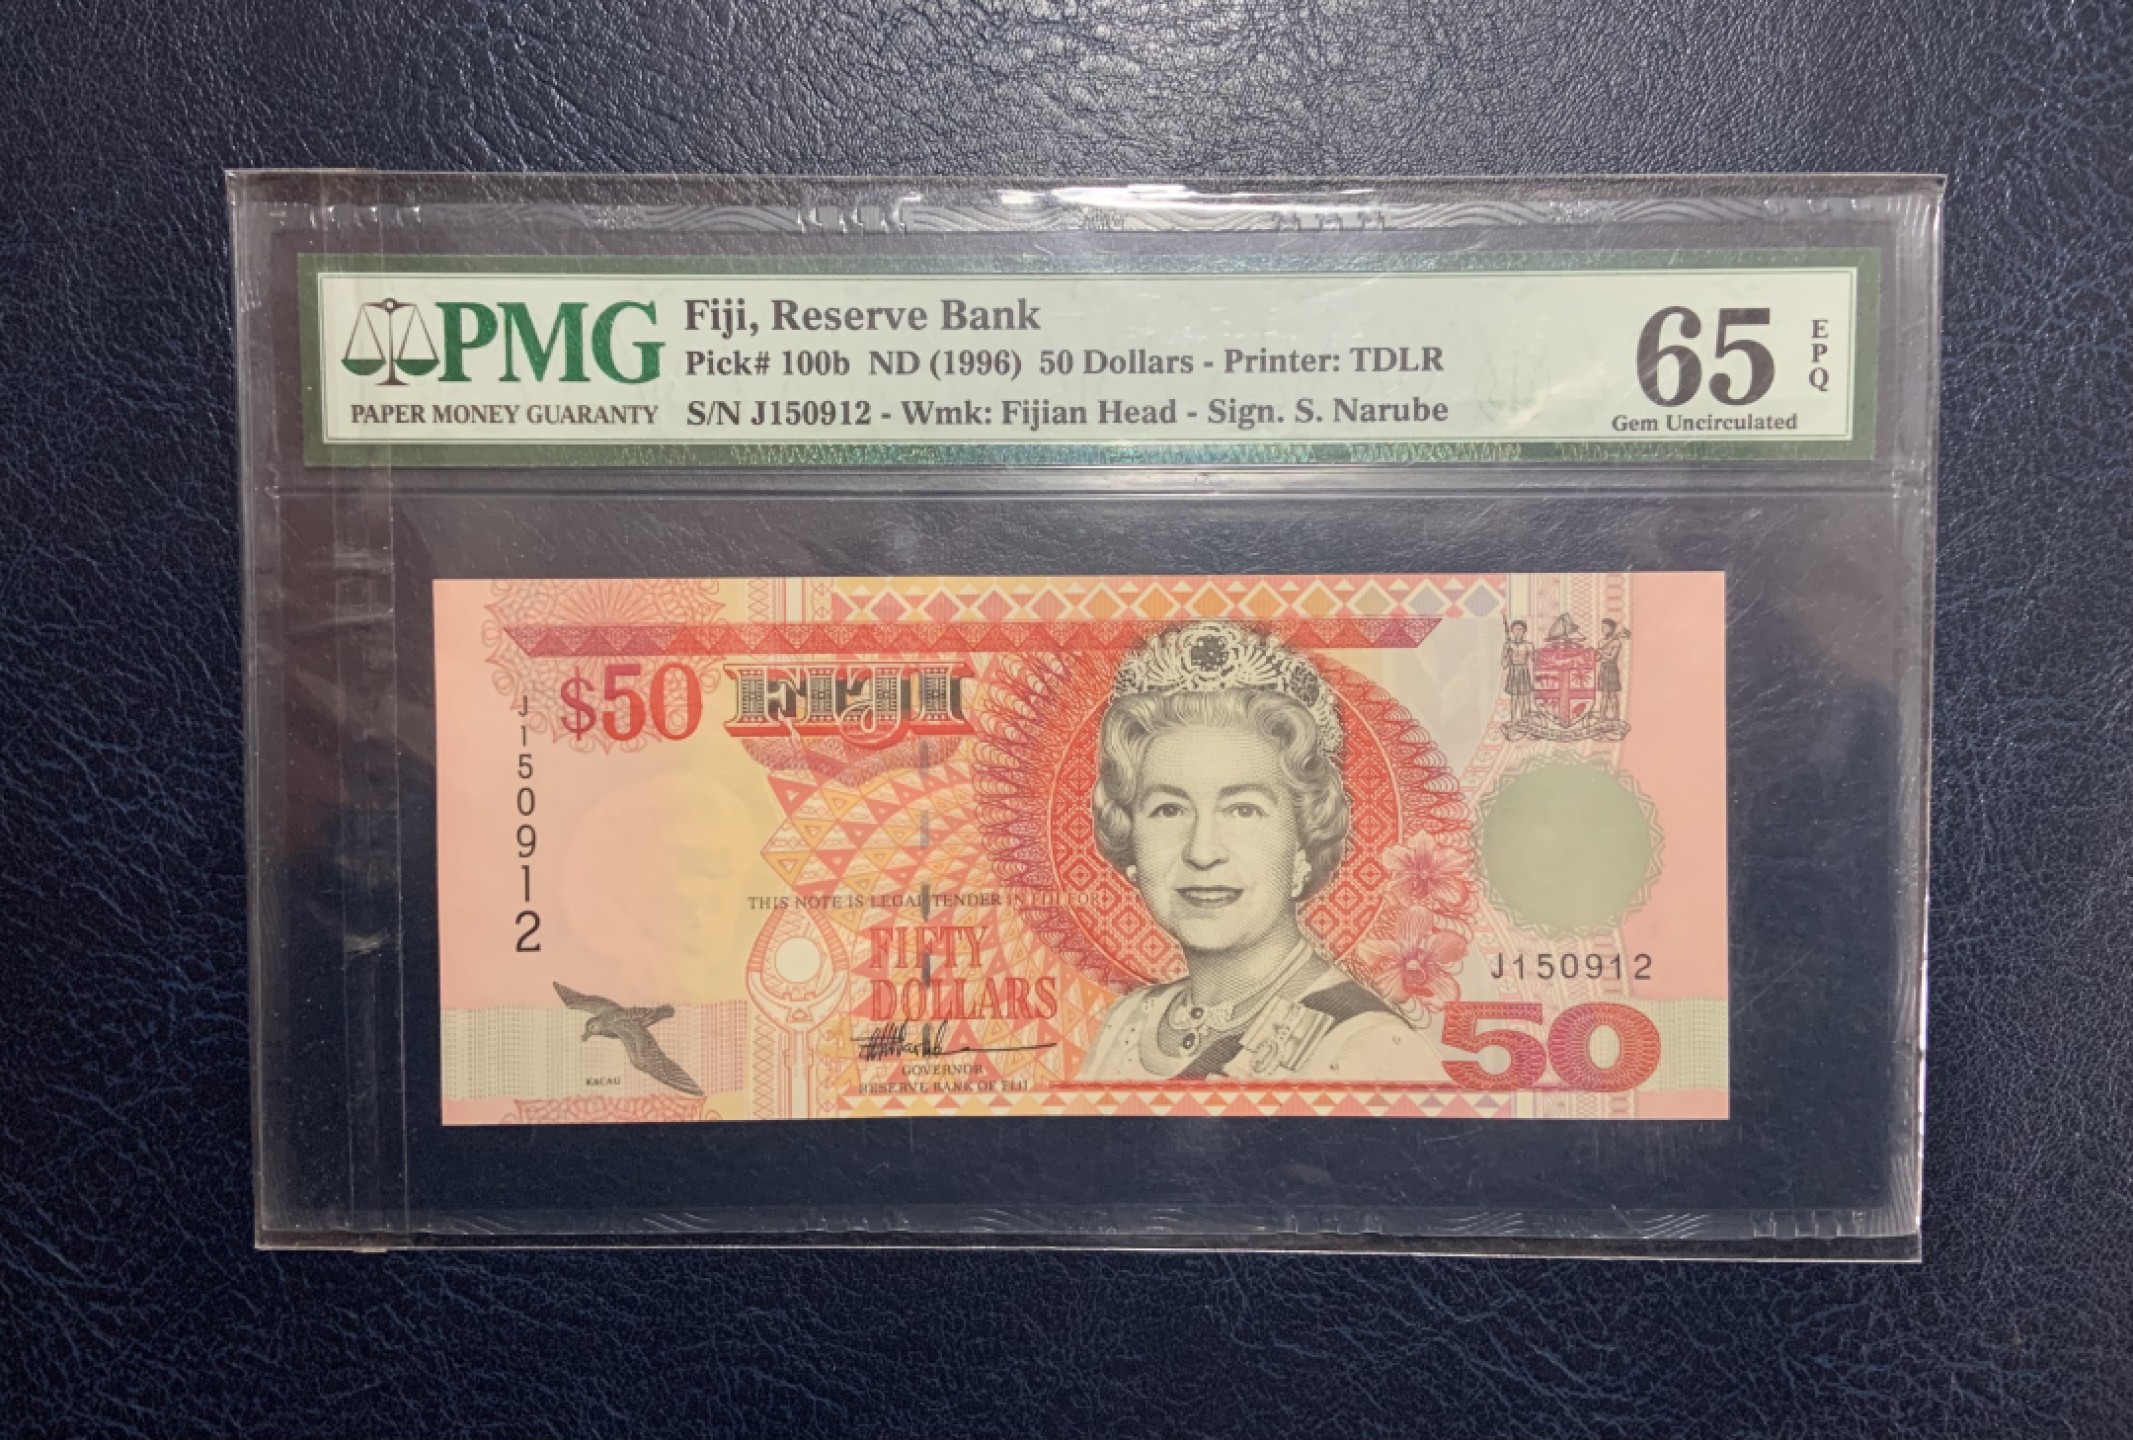 PMG
PAPER MONEY GUARANTY
Fiji, Reserve Bank
Pick# 100b ND (1996) 50 Dollars - Printer: TDLR
S/N J150912 - Wmk: Fijian Head - Sign. S. Narube
65
EPQ
Gem Uncirculated
$50 FIJI
J150912
THIS NOTE IS LEGAL TENDER IN FIJI FOR
FIFTY
DOLLARS
GOVERNOR
RESERVE BANK OF FIJI
KACAU
J150912
50